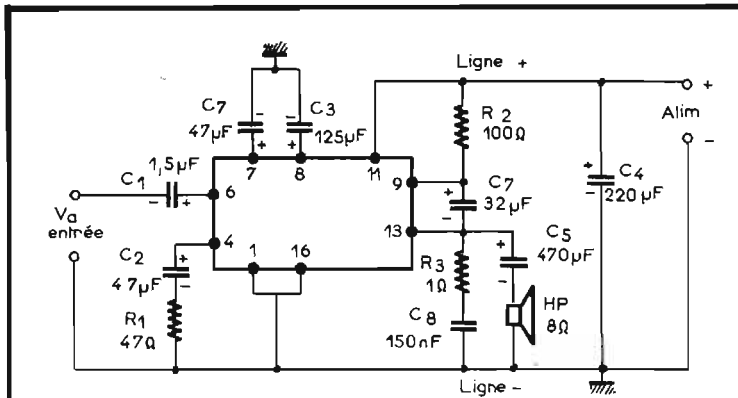 Ligne +
C7
47µF
C3
125µF
R2
100Ω
+
Alim
-
C1
1,5µF
- +
6
7
8
11
9
C7
32µF
C4
220µF
Va
entrée
4
13
C5
470µF
C2
47µF
1
16
R3
1Ω
HP
8Ω
R1
47Ω
C8
150nF
Ligne -